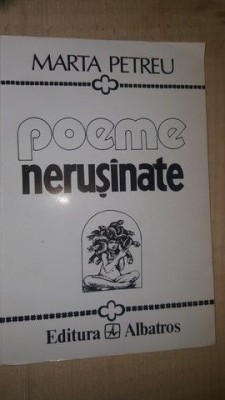 MARTA PETREU
poeme
nerușinate
Editura Albatros